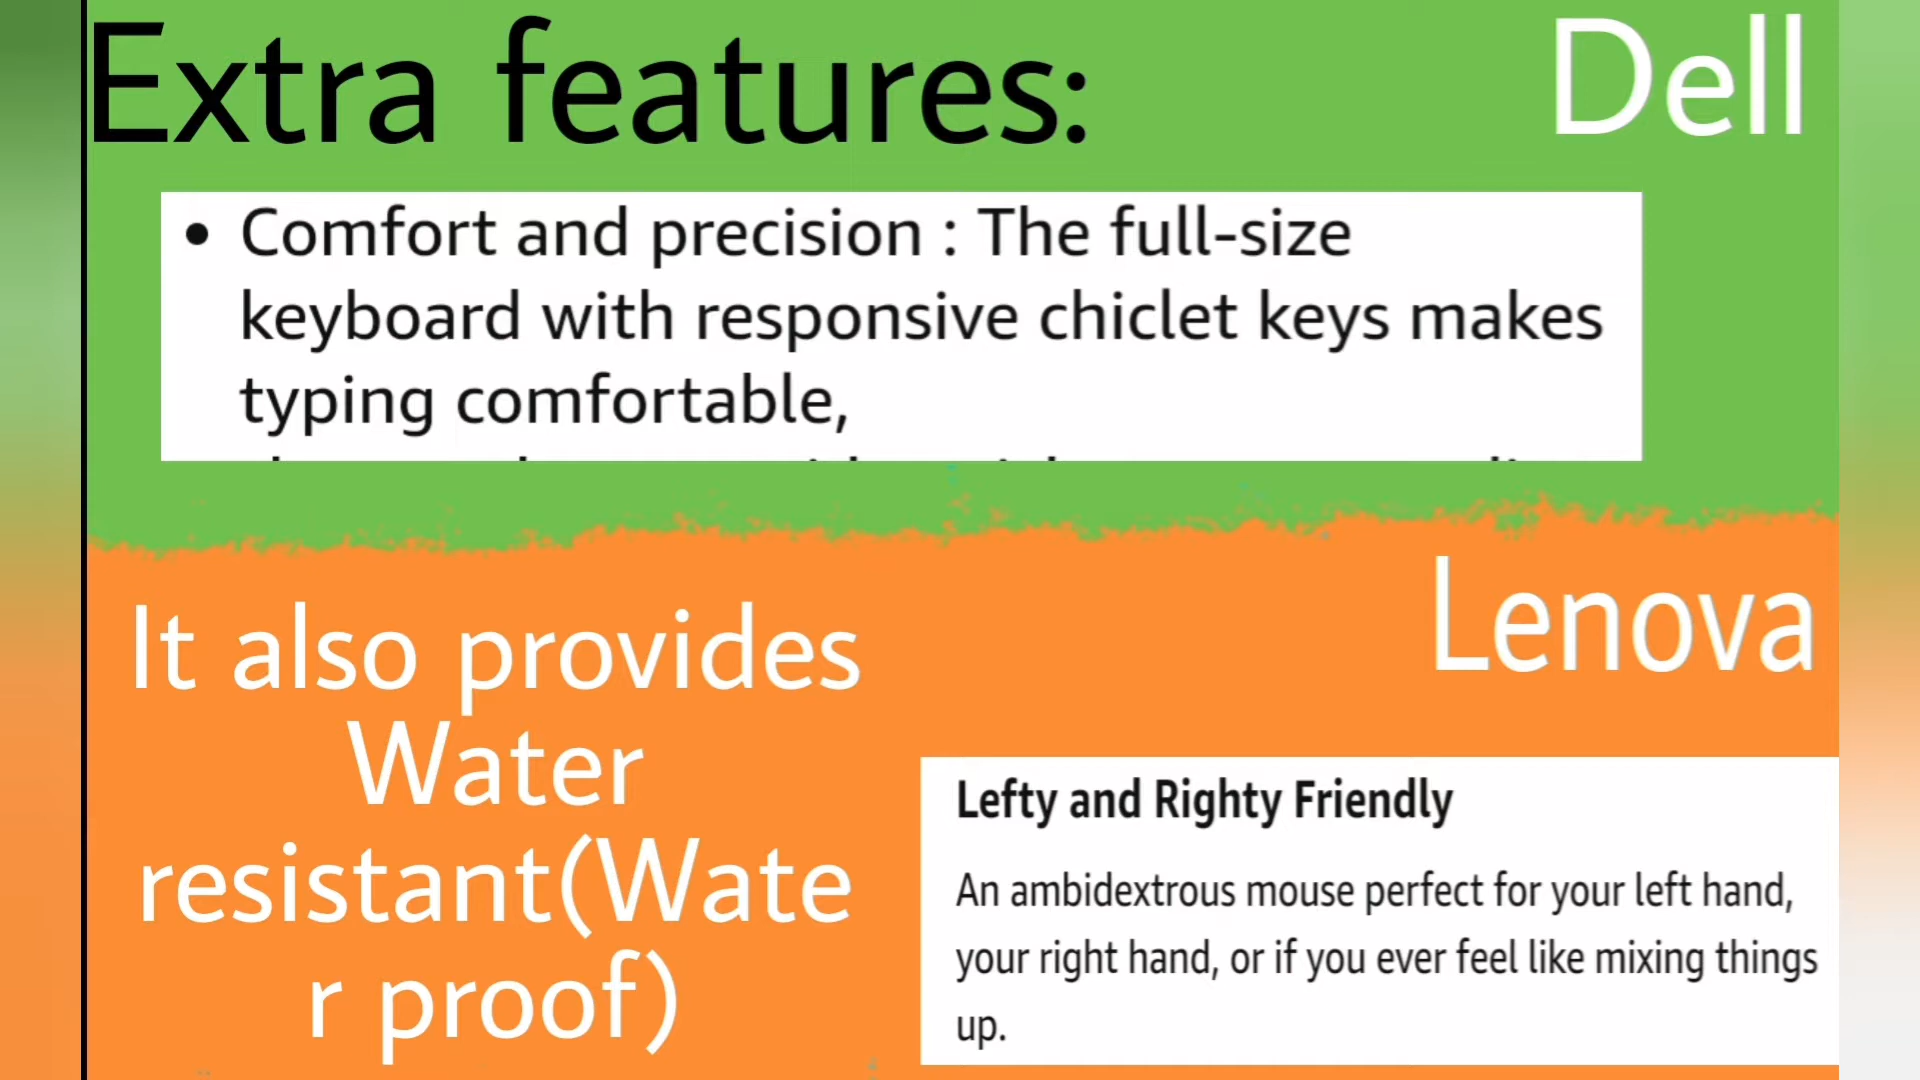 Extra features:
Dell
• Comfort and precision : The full-size
keyboard with responsive chiclet keys makes
typing comfortable,
Lenova
It also provides
Water
resistant(Wate
r proof)
Lefty and Righty Friendly
An ambidextrous mouse perfect for your left hand,
your right hand, or if you ever feel like mixing things
up.